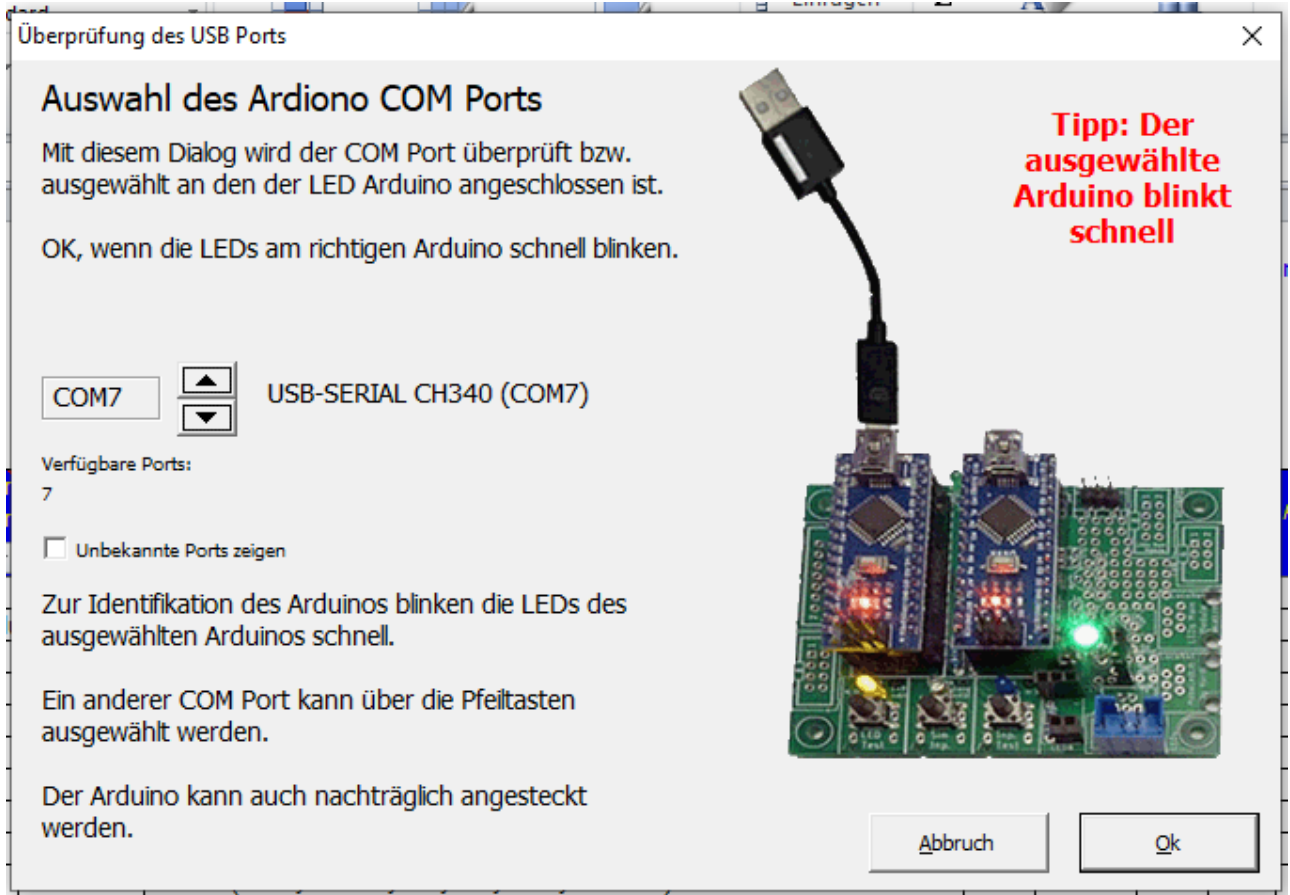 Überprüfung des USB Ports
Auswahl des Ardiono COM Ports
Mit diesem Dialog wird der COM Port überprüft bzw.
ausgewählt an den der LED Arduino angeschlossen ist.
OK, wenn die LEDs am richtigen Arduino schnell blinken.
Tipp: Der
ausgewählte
Arduino blinkt
schnell
COM7
USB-SERIAL CH340 (COM7)
Verfügbare Ports:
7
Unbekannte Ports zeigen
Zur Identifikation des Arduinos blinken die LEDs des
ausgewählten Arduinos schnell.
Ein anderer COM Port kann über die Pfeiltasten
ausgewählt werden.
Der Arduino kann auch nachträglich angesteckt
werden.
LED
Test
Abbruch
Ok